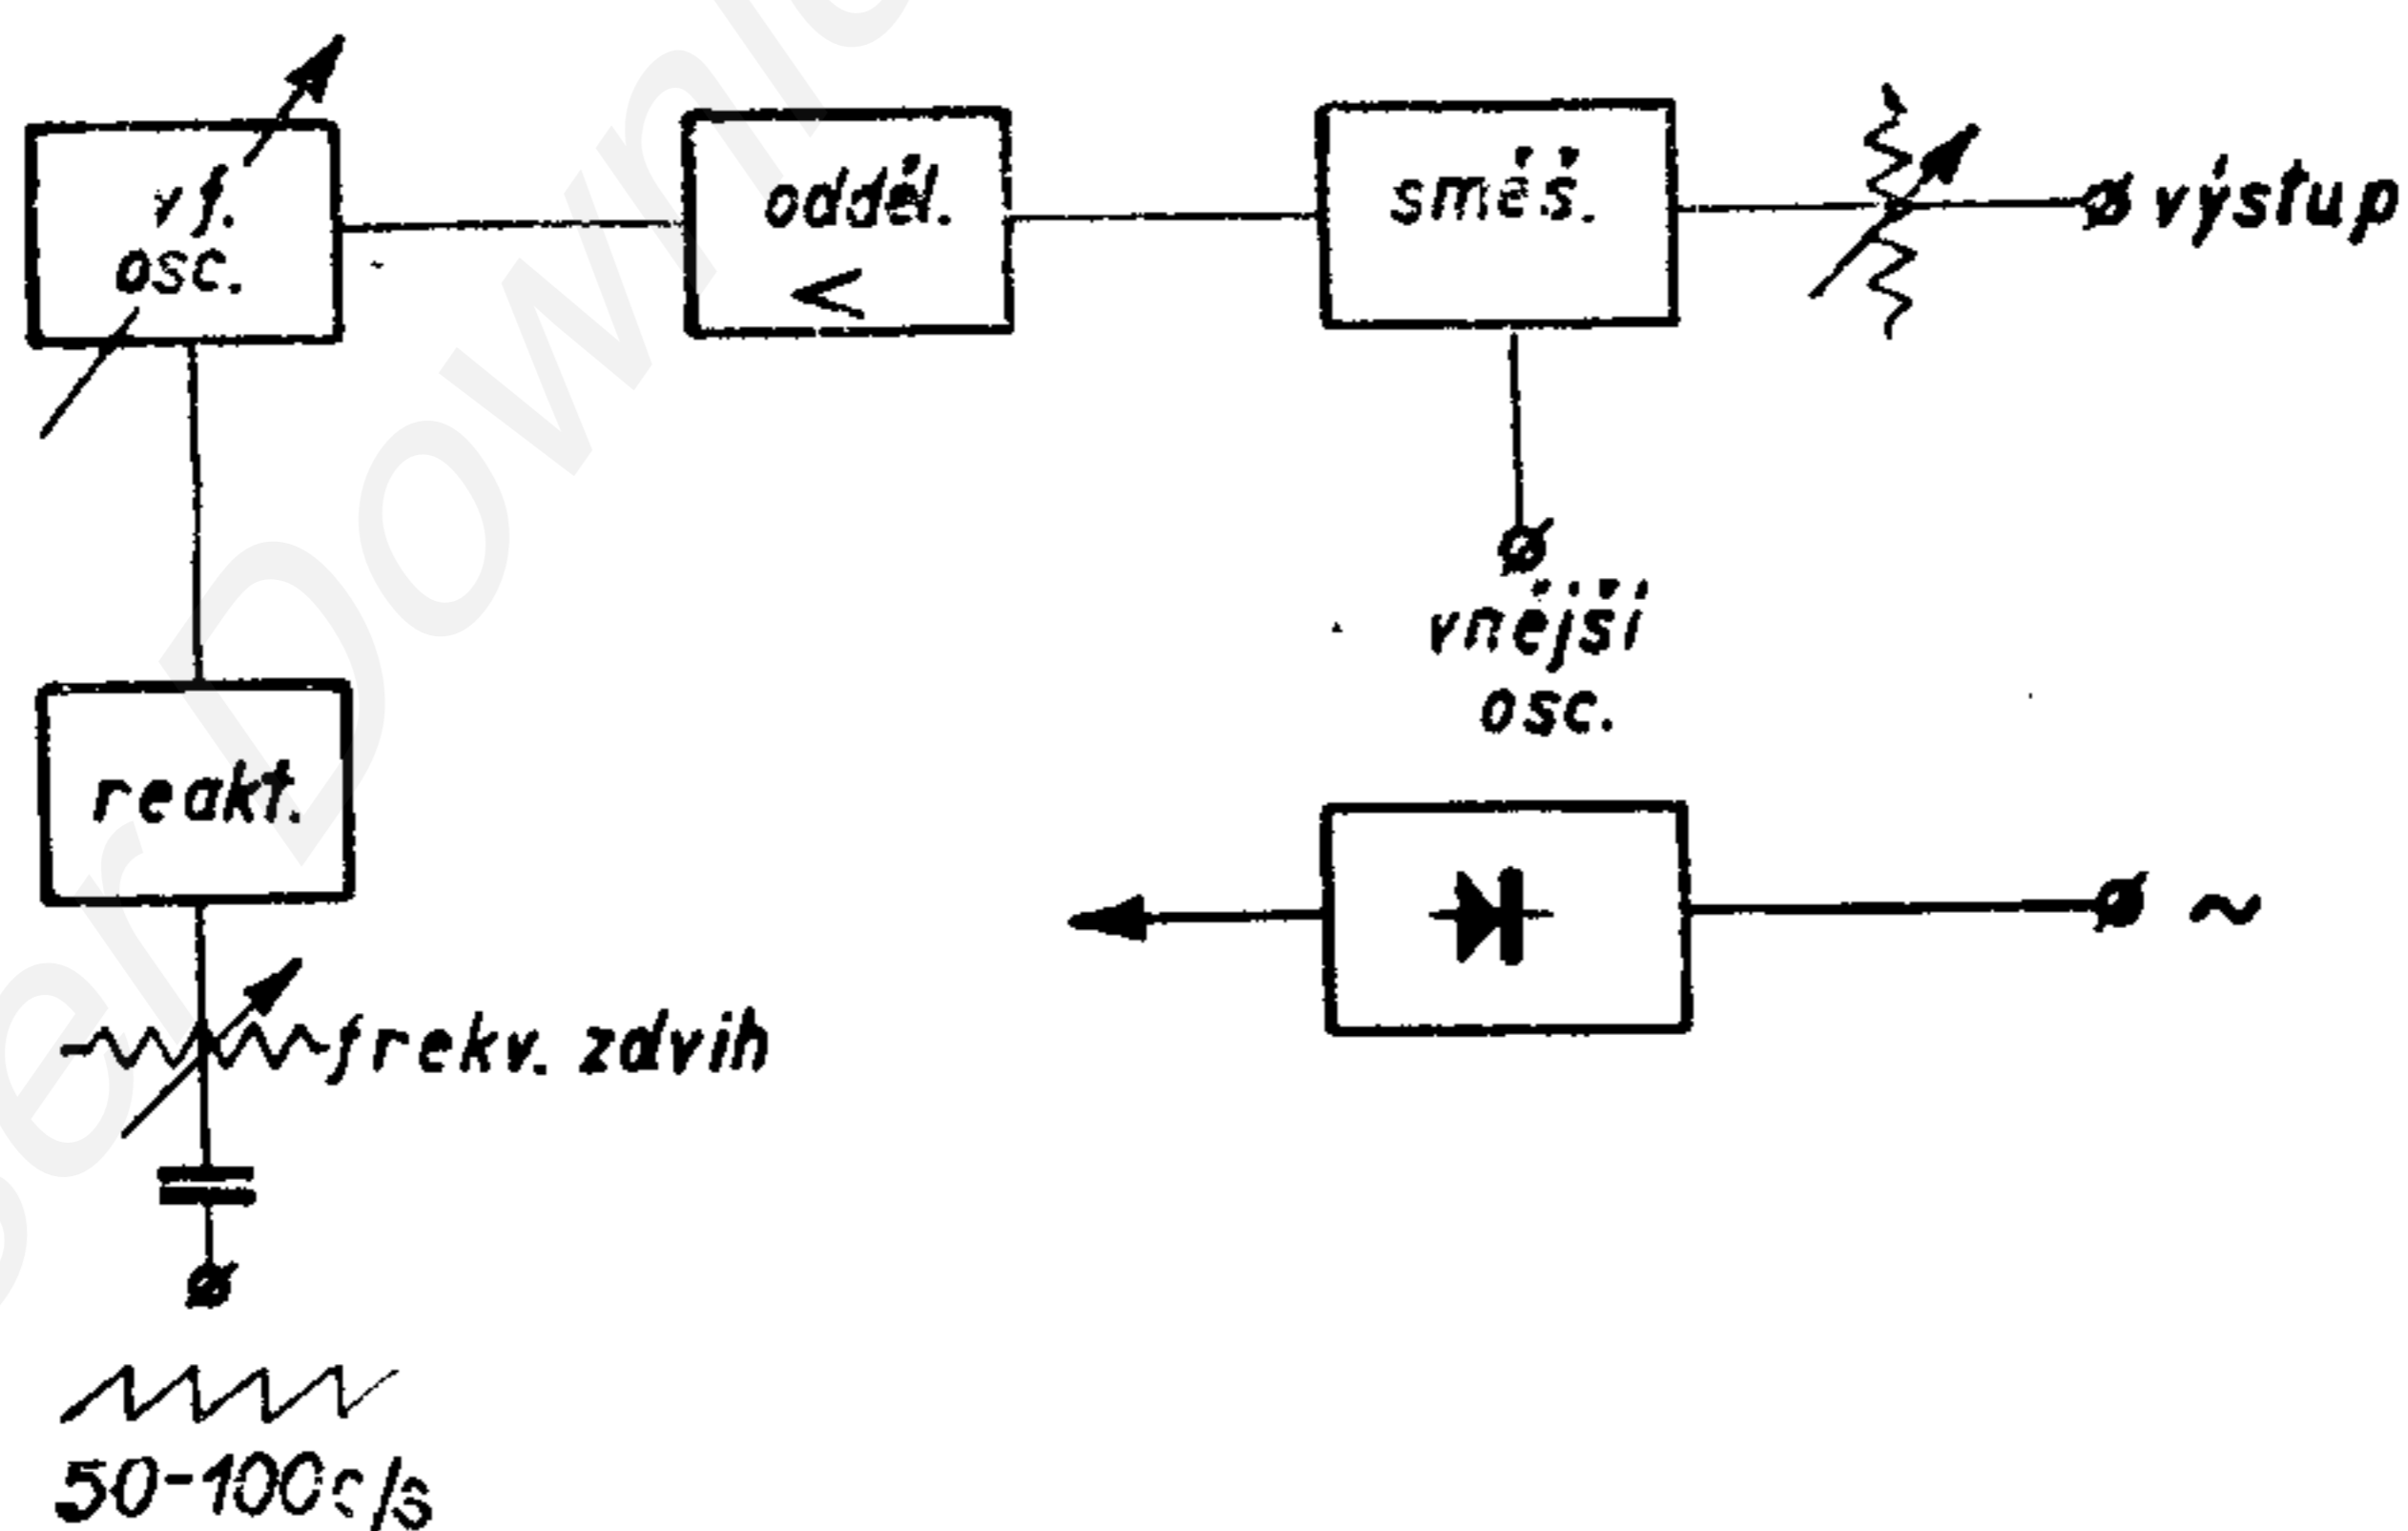 vf.
osc.
odděl.
<
směš.
výstup
vnější
osc.
reakt.
frekv. zdvih
~
50-100c/s